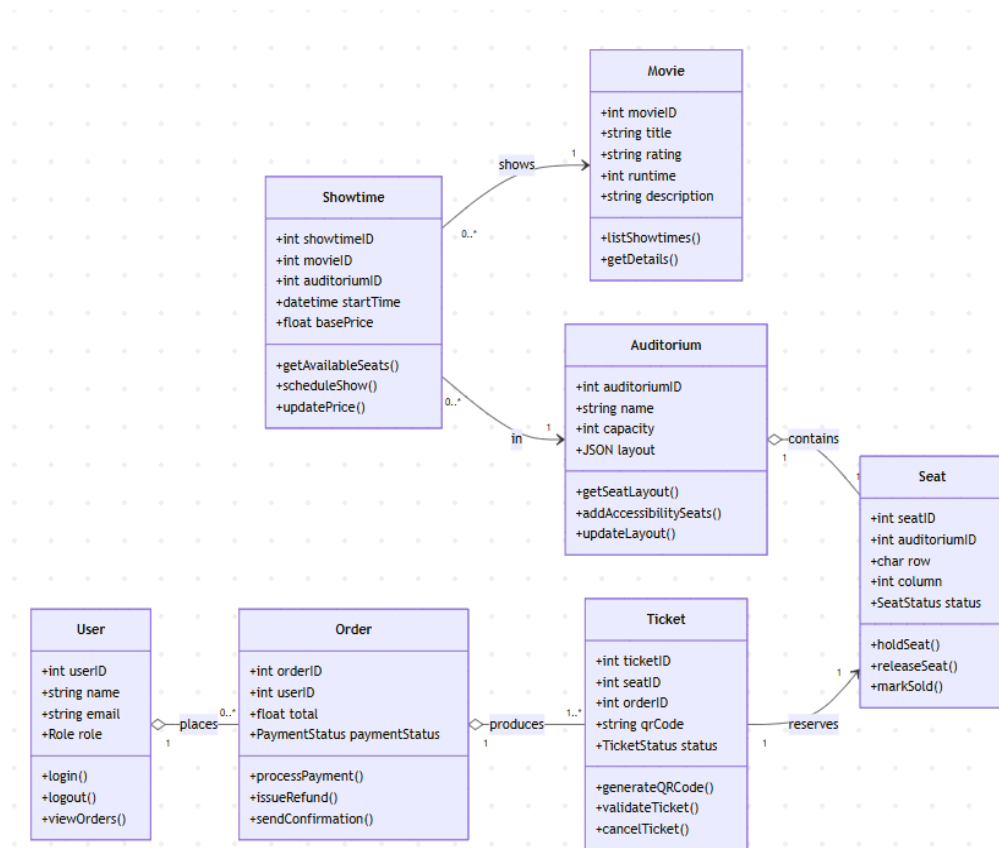 Movie
+int movieID
+string title
+string rating
+int runtime
+string description
+listShowtimes()
+getDetails()
shows
1
0..*
Showtime
+int showtimeID
+int movieID
+int auditoriumID
+datetime startTime
+float basePrice
+getAvailableSeats()
+scheduleShow()
+updatePrice()
0..*
in
1
Auditorium
+int auditoriumID
+string name
+int capacity
+JSON layout
+getSeatLayout()
+addAccessibilitySeats()
+updateLayout()
contains
1
1
Seat
+int seatID
+int auditoriumID
+char row
+int column
+SeatStatus status
+holdSeat()
+releaseSeat()
+markSold()
User
+int userID
+string name
+string email
+Role role
+login()
+logout()
+viewOrders()
places
1
0..*
Order
+int orderID
+int userID
+float total
+PaymentStatus paymentStatus
+processPayment()
+issueRefund()
+sendConfirmation()
produces
1
1..*
Ticket
+int ticketID
+int seatID
+int orderID
+string qrCode
+TicketStatus status
+generateQRCode()
+validateTicket()
+cancelTicket()
reserves
1
1